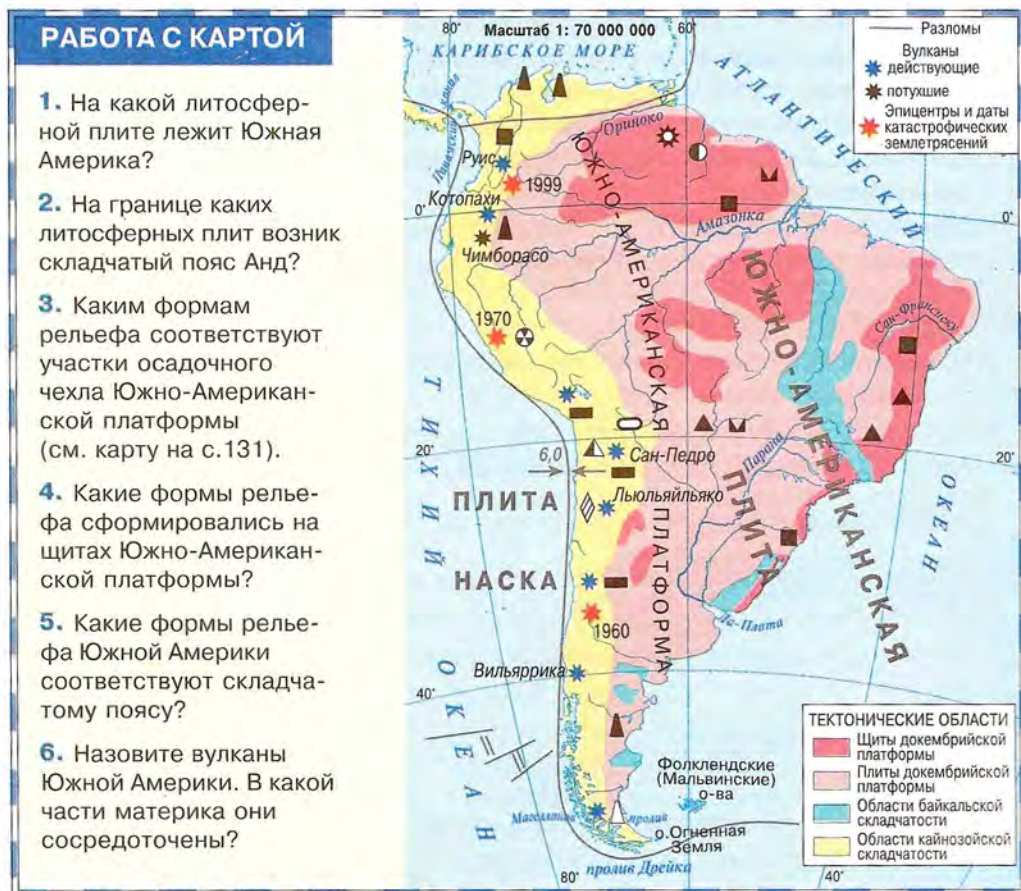 РАБОТА С КАРТОЙ
1. На какой литосфер-
ной плите лежит Южная
Америка?
2. На границе каких
литосферных плит возник
складчатый пояс Анд?
3. Каким формам
рельефа соответствуют
участки осадочного
чехла Южно-Американ-
ской платформы
(см. карту на с.131).
4. Какие формы релье-
фа сформировались на
щитах Южно-Американ-
ской платформы?
5. Какие формы релье-
фа Южной Америки
соответствуют складча-
тому поясу?
6. Назовите вулканы
Южной Америки. В какой
части материка они
сосредоточены?
80°
Масштаб 1: 70 000 000
60°
КАРИБСКОЕ МОРЕ
АТЛАНТИЧЕСКИЙ
ОКЕАН
Разломы
Вулканы
действующие
потухшие
Эпицентры и даты
катастрофических
землетрясений
Панамский канал
Ориноко
Руис
1999
Котопахи
0°
0°
Амазонка
Чимборасо
1970
Сан-Франсиску
ЮЖНО-АМЕРИКАНСКАЯ
ПЛАТФОРМА
ЮЖНО-АМЕРИКАНСКАЯ
ПЛИТА
ТИХИЙ
ОКЕАН
20°
20°
6,0
Сан-Педро
Парана
ПЛИТА
НАСКА
Льюльяйльяко
1960
Ла-Плата
Вильяррика
40°
40°
Фолклендские
(Мальвинские)
о-ва
Магелланов пролив
о.Огненная
Земля
80°
пролив Дрейка
ТЕКТОНИЧЕСКИЕ ОБЛАСТИ
Щиты докембрийской
платформы
Плиты докембрийской
платформы
Области байкальской
складчатости
Области кайнозойской
складчатости